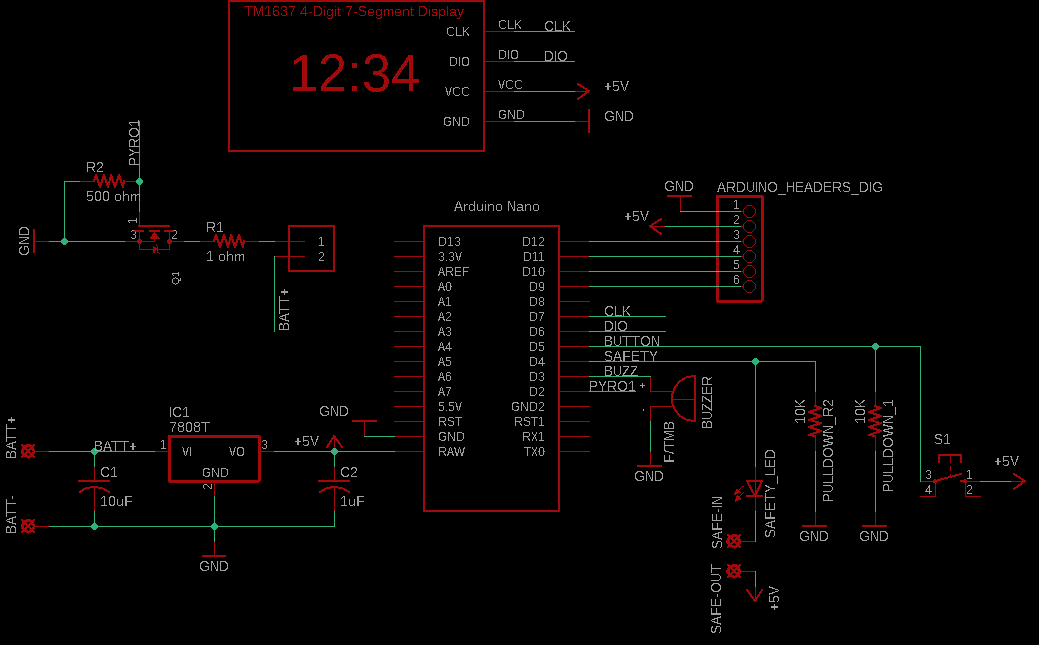 TM1637 4-Digit 7-Segment Display
12:34
CLK
DIO
VCC
GND
CLK CLK
DIO DIO
VCC +5V
GND GND
PYRO1
R2
500 ohm
GND
1
3 2
Q1
R1
1 ohm
1
2
BATT+
Arduino Nano
D13 D12
3.3V D11
AREF D10
A0 D9
A1 D8
A2 D7
A3 D6
A4 D5
A5 D4
A6 D3
A7 D2
5.5V GND2
RST RST1
GND RX1
RAW TX0
GND
+5V
ARDUINO_HEADERS_DIG
1
2
3
4
5
6
CLK
DIO
BUTTON
SAFETY
BUZZ
PYRO1 +
-
BUZZER
F/TMB
GND
BATT+
BATT+
BATT-
C1
10uF
IC1
7808T
1 VI VO 3
GND
2
GND
+5V
GND
C2
1uF
SAFETY_LED
SAFE-IN
SAFE-OUT
+5V
10K
PULLDOWN_R2
GND
10K
PULLDOWN_1
GND
S1
3 1
4 2
+5V